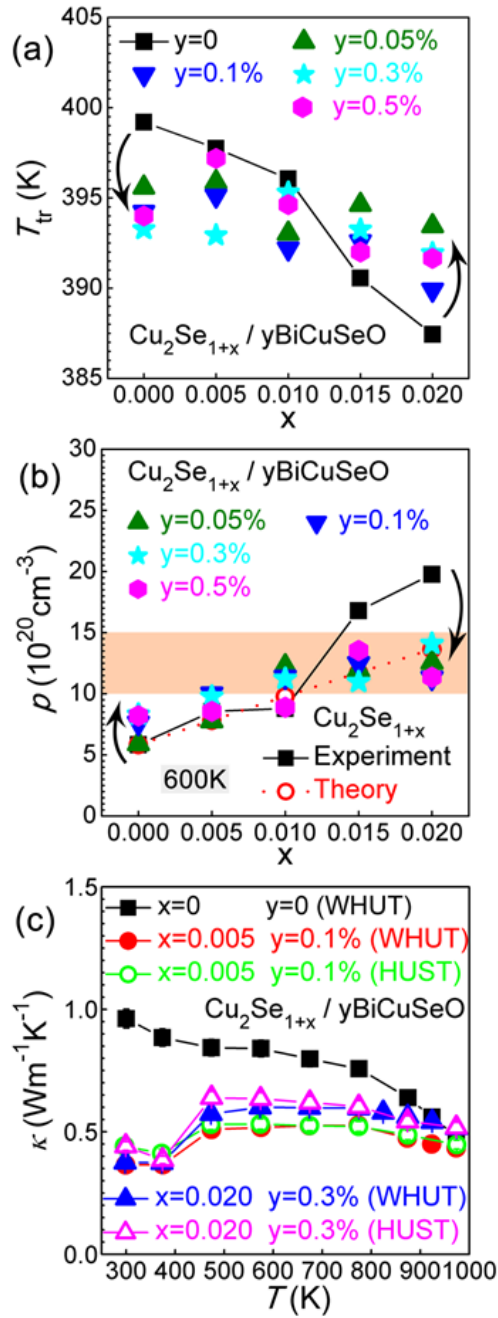 (a)
405
400
395
390
385
T_tr (K)
y=0 y=0.05%
y=0.1% y=0.3%
y=0.5%
Cu₂Se₁₊ₓ / yBiCuSeO
0.000 0.005 0.010 0.015 0.020
x
(b)
30
25
20
15
10
5
0
p (10²⁰cm⁻³)
Cu₂Se₁₊ₓ / yBiCuSeO
y=0.05% y=0.1%
y=0.3%
y=0.5%
Cu₂Se₁₊ₓ
Experiment
600K Theory
0.000 0.005 0.010 0.015 0.020
x
(c)
1.5
1.0
0.5
0.0
κ (Wm⁻¹K⁻¹)
x=0 y=0 (WHUT)
x=0.005 y=0.1% (WHUT)
x=0.005 y=0.1% (HUST)
Cu₂Se₁₊ₓ / yBiCuSeO
x=0.020 y=0.3% (WHUT)
x=0.020 y=0.3% (HUST)
300 400 500 600 700 800 900 1000
T (K)